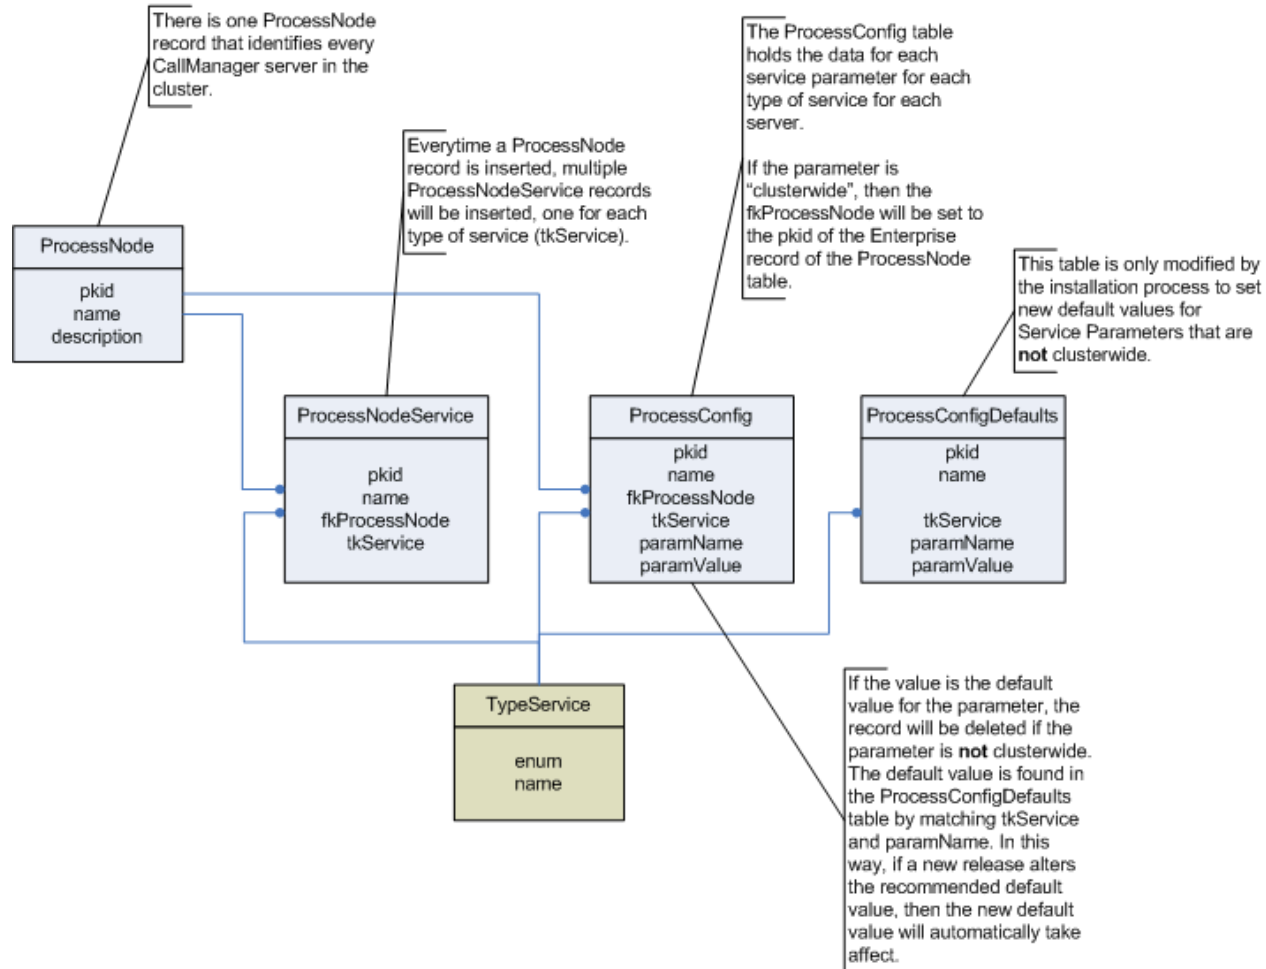 There is one ProcessNode
record that identifies every
CallManager server in the
cluster.
The ProcessConfig table
holds the data for each
service parameter for each
type of service for each
server.
If the parameter is
“clusterwide”, then the
fkProcessNode will be set to
the pkid of the Enterprise
record of the ProcessNode
table.
Everytime a ProcessNode
record is inserted, multiple
ProcessNodeService records
will be inserted, one for each
type of service (tkService).
This table is only modified by
the installation process to set
new default values for
Service Parameters that are
not clusterwide.
ProcessNode
pkid
name
description
ProcessNodeService
pkid
name
fkProcessNode
tkService
ProcessConfig
pkid
name
fkProcessNode
tkService
paramName
paramValue
ProcessConfigDefaults
pkid
name
tkService
paramName
paramValue
TypeService
enum
name
If the value is the default
value for the parameter, the
record will be deleted if the
parameter is not clusterwide.
The default value is found in
the ProcessConfigDefaults
table by matching tkService
and paramName. In this
way, if a new release alters
the recommended default
value, then the new default
value will automatically take
affect.